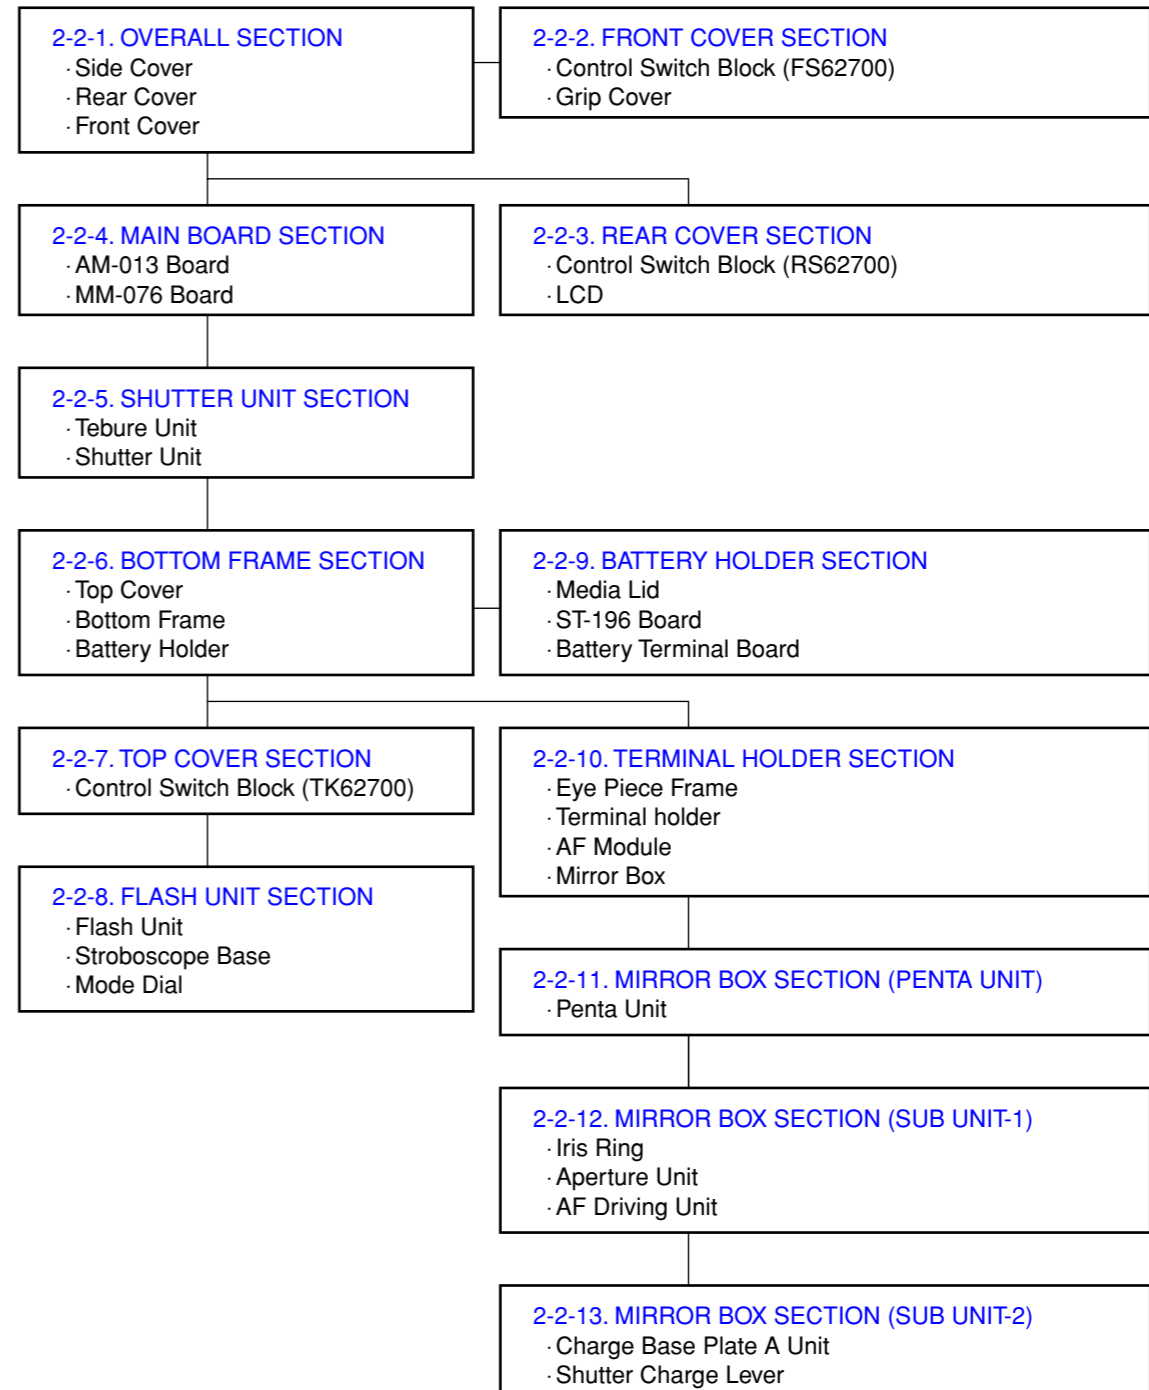 2-2-1. OVERALL SECTION
· Side Cover
· Rear Cover
· Front Cover
2-2-2. FRONT COVER SECTION
· Control Switch Block (FS62700)
· Grip Cover
2-2-4. MAIN BOARD SECTION
· AM-013 Board
· MM-076 Board
2-2-3. REAR COVER SECTION
· Control Switch Block (RS62700)
· LCD
2-2-5. SHUTTER UNIT SECTION
· Tebure Unit
· Shutter Unit
2-2-6. BOTTOM FRAME SECTION
· Top Cover
· Bottom Frame
· Battery Holder
2-2-9. BATTERY HOLDER SECTION
· Media Lid
· ST-196 Board
· Battery Terminal Board
2-2-7. TOP COVER SECTION
· Control Switch Block (TK62700)
2-2-8. FLASH UNIT SECTION
· Flash Unit
· Stroboscope Base
· Mode Dial
2-2-10. TERMINAL HOLDER SECTION
· Eye Piece Frame
· Terminal holder
· AF Module
· Mirror Box
2-2-11. MIRROR BOX SECTION (PENTA UNIT)
· Penta Unit
2-2-12. MIRROR BOX SECTION (SUB UNIT-1)
· Iris Ring
· Aperture Unit
· AF Driving Unit
2-2-13. MIRROR BOX SECTION (SUB UNIT-2)
· Charge Base Plate A Unit
· Shutter Charge Lever